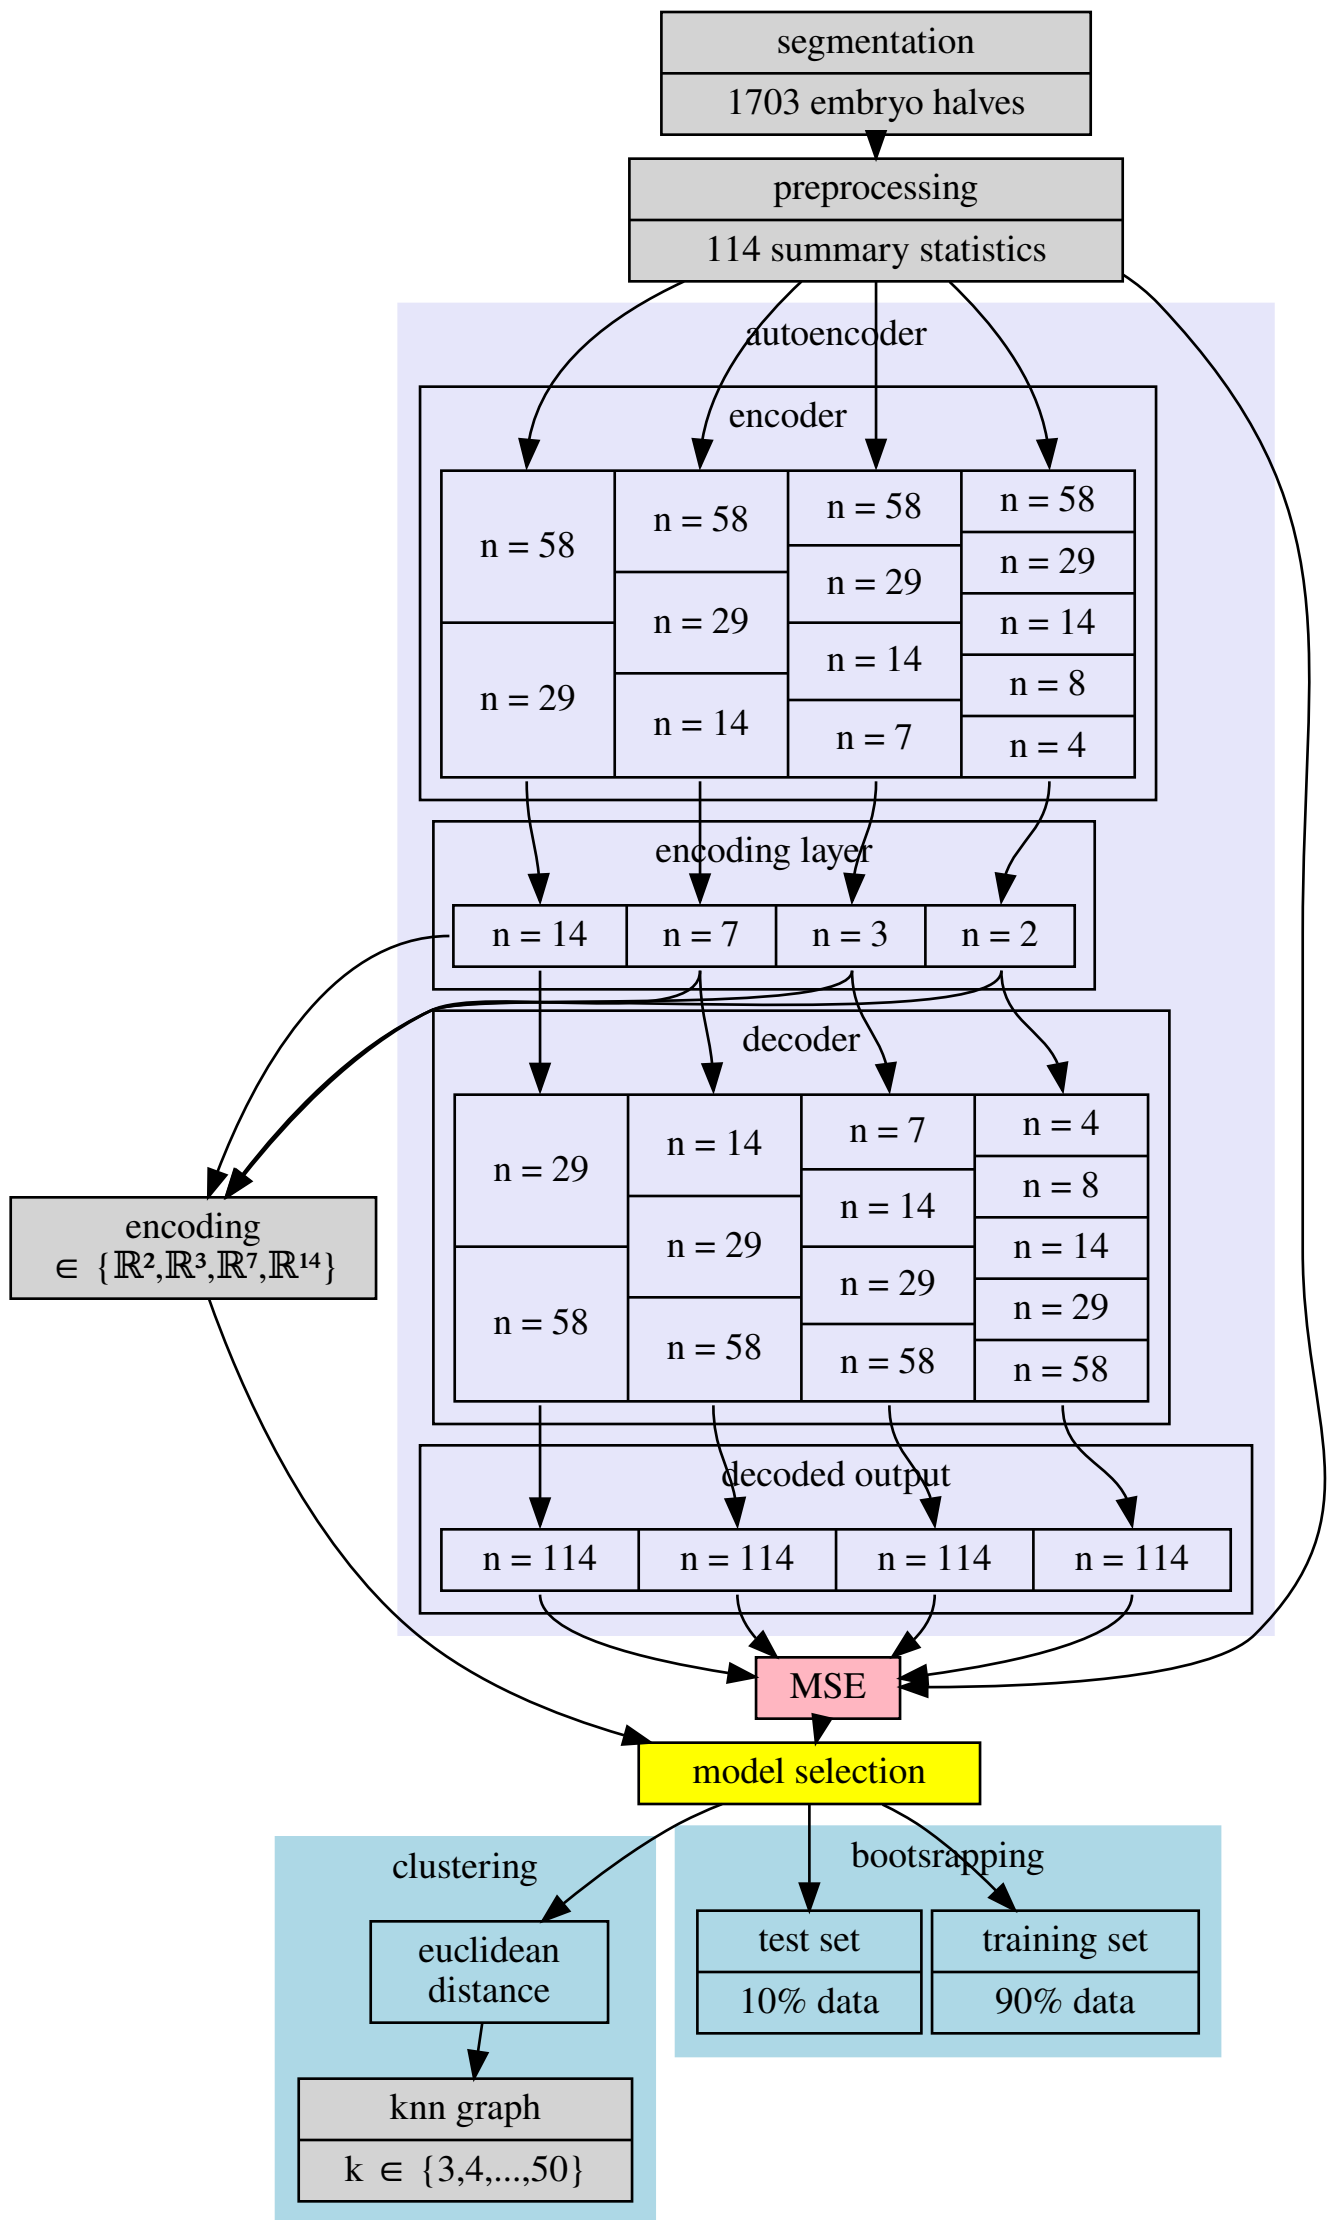 segmentation
1703 embryo halves
preprocessing
114 summary statistics
autoencoder
encoder
n = 58
n = 29
n = 58
n = 29
n = 14
n = 58
n = 29
n = 14
n = 7
n = 58
n = 29
n = 14
n = 8
n = 4
encoding layer
n = 14
n = 7
n = 3
n = 2
encoding
∈ {ℝ²,ℝ³,ℝ⁷,ℝ¹⁴}
decoder
n = 29
n = 58
n = 14
n = 29
n = 58
n = 7
n = 14
n = 29
n = 58
n = 4
n = 8
n = 14
n = 29
n = 58
decoded output
n = 114
n = 114
n = 114
n = 114
MSE
model selection
clustering
euclidean
distance
knn graph
k ∈ {3,4,...,50}
bootsrapping
test set
10% data
training set
90% data